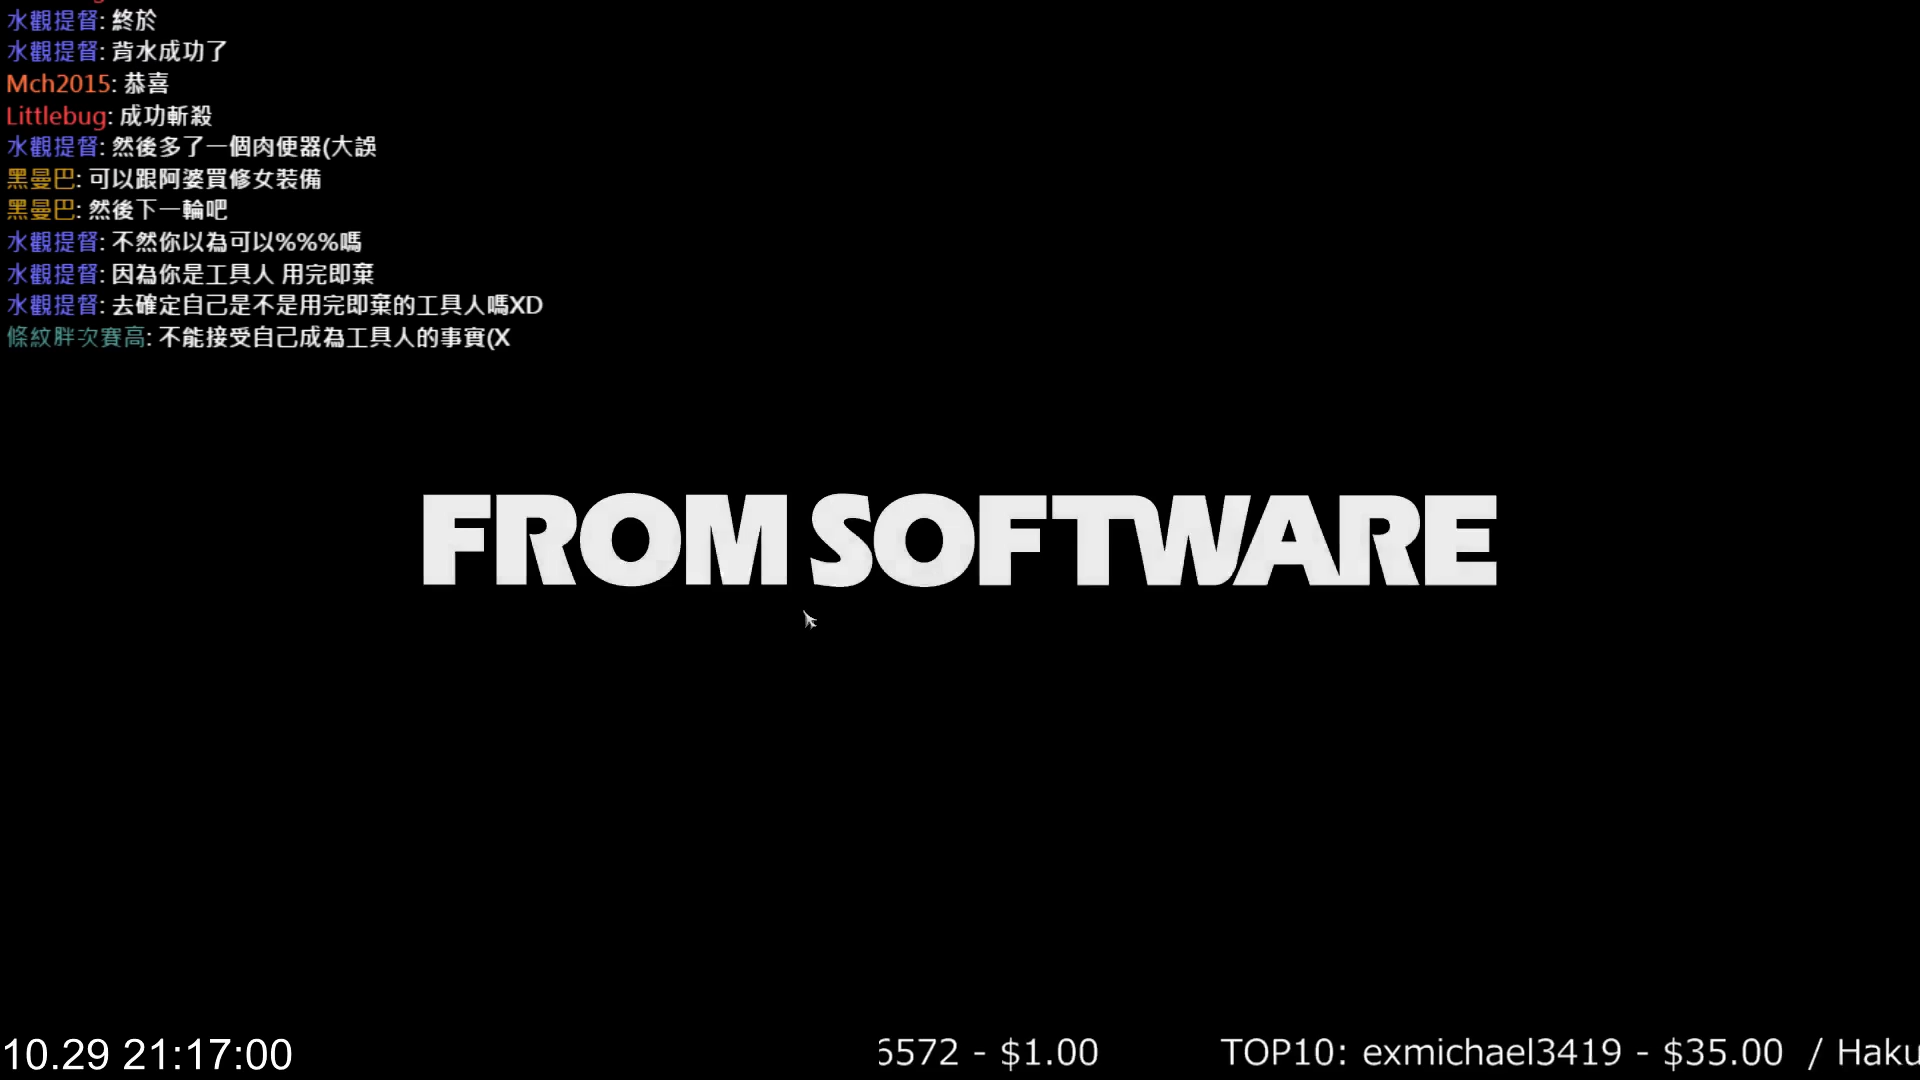 水觀提督: 終於
水觀提督: 背水成功了
Mch2015: 恭喜
Littlebug: 成功斬殺
水觀提督: 然後多了一個肉便器(大誤
黑曼巴: 可以跟阿婆買修女裝備
黑曼巴: 然後下一輪吧
水觀提督: 不然你以為可以%%%嗎
水觀提督: 因為你是工具人 用完即棄
水觀提督: 去確定自己是不是用完即棄的工具人嗎XD
條紋胖次賽高: 不能接受自己成為工具人的事實(X
FROM SOFTWARE
10.29 21:17:00
5572 - $1.00 TOP10: exmichael3419 - $35.00 / Haku